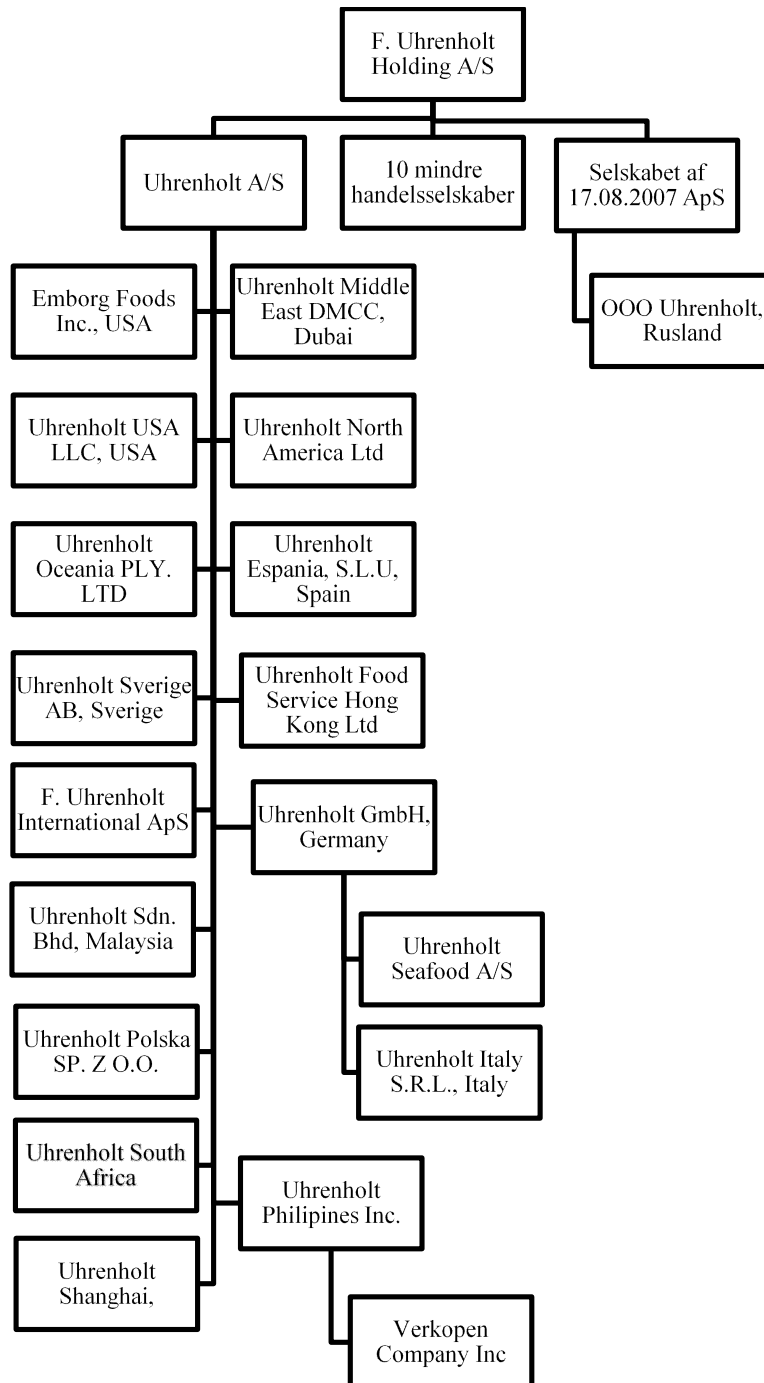 F. Uhrenholt
Holding A/S
Uhrenholt A/S
10 mindre
handelsselskaber
Selskabet af
17.08.2007 ApS
Emborg Foods
Inc., USA
Uhrenholt Middle
East DMCC,
Dubai
OOO Uhrenholt,
Rusland
Uhrenholt USA
LLC, USA
Uhrenholt North
America Ltd
Uhrenholt
Oceania PLY.
LTD
Uhrenholt
Espania, S.L.U,
Spain
Uhrenholt Sverige
AB, Sverige
Uhrenholt Food
Service Hong
Kong Ltd
F. Uhrenholt
International ApS
Uhrenholt GmbH,
Germany
Uhrenholt Sdn.
Bhd, Malaysia
Uhrenholt
Seafood A/S
Uhrenholt Polska
SP. Z O.O.
Uhrenholt Italy
S.R.L., Italy
Uhrenholt South
Africa
Uhrenholt
Philipines Inc.
Uhrenholt
Shanghai,
Verkopen
Company Inc